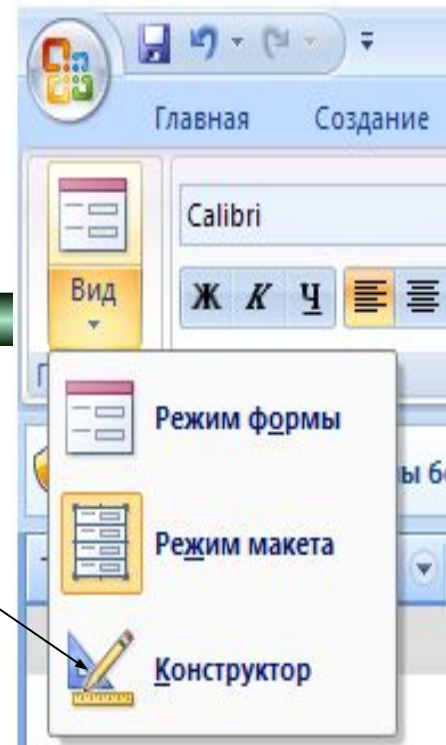 Главная Создание
Calibri
Вид
Ж К Ч
Режим формы
Режим макета
Конструктор